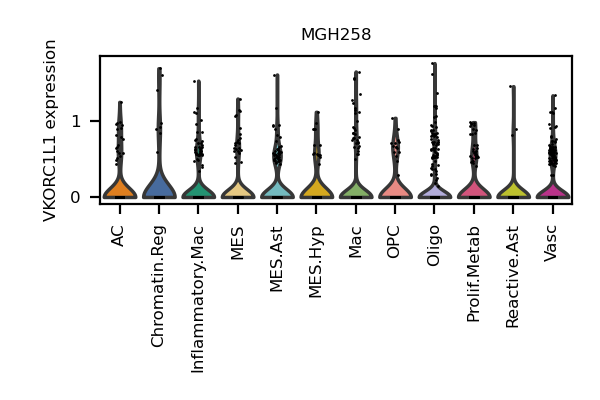 MGH258
VKORC1L1 expression
1
0
AC
Chromatin.Reg
Inflammatory.Mac
MES
MES.Ast
MES.Hyp
Mac
OPC
Oligo
Prolif.Metab
Reactive.Ast
Vasc